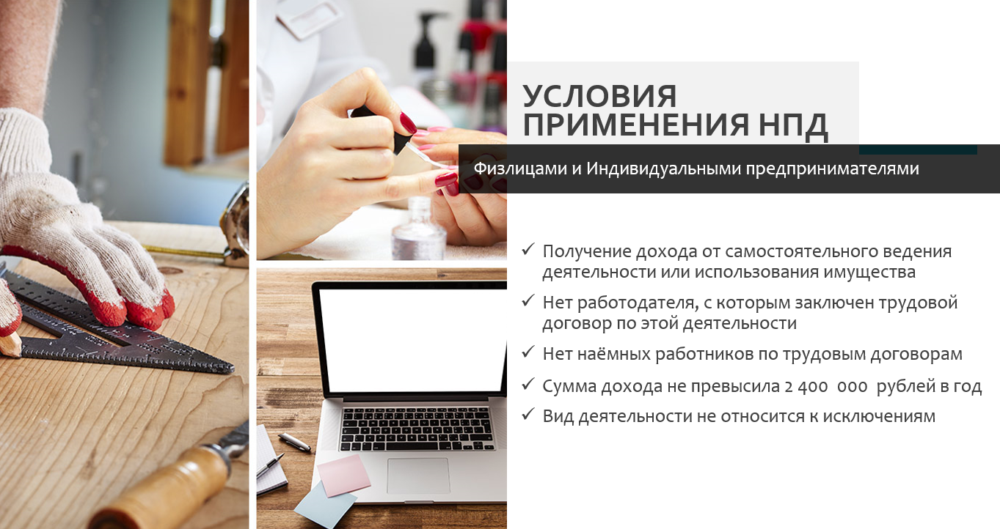 УСЛОВИЯ
ПРИМЕНЕНИЯ НПД
Физлицами и Индивидуальными предпринимателями
✓ Получение дохода от самостоятельного ведения
деятельности или использования имущества
✓ Нет работодателя, с которым заключен трудовой
договор по этой деятельности
✓ Нет наёмных работников по трудовым договорам
✓ Сумма дохода не превысила 2 400 000 рублей в год
✓ Вид деятельности не относится к исключениям